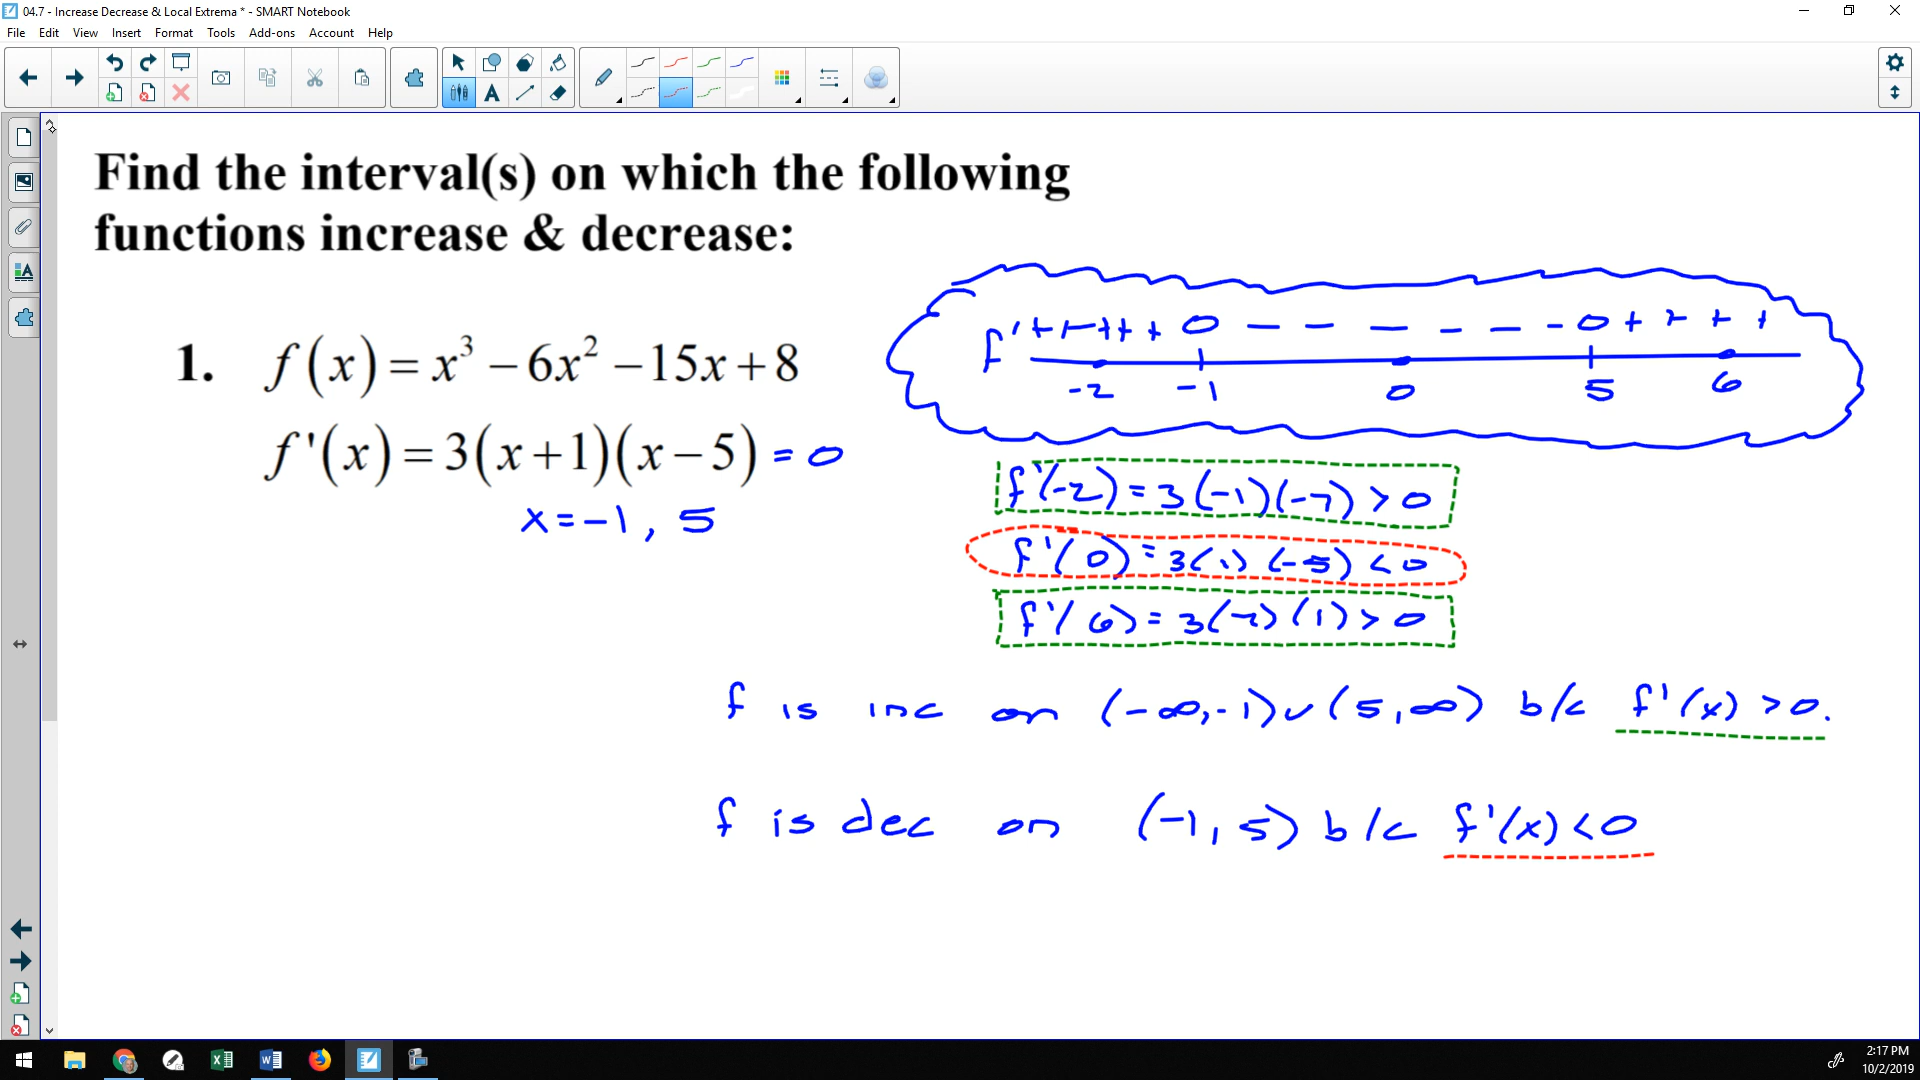 04.7 - Increase Decrease & Local Extrema * - SMART Notebook
File Edit View Insert Format Tools Add-ons Account Help
Find the interval(s) on which the following
functions increase & decrease:
1. f(x) = x³ – 6x² – 15x + 8
f'(x) = 3(x+1)(x–5) = 0
x = -1, 5
f' + + + + + 0 - - - - - - 0 + + + +
-2 -1 0 5 6
f'(-2) = 3(-1)(-7) > 0
f'(0) = 3(1)(-5) < 0
f'(6) = 3(7)(1) > 0
f is inc on (-∞,-1)∪(5,∞) b/c f'(x) > 0.
f is dec on (-1,5) b/c f'(x) < 0
2:17 PM
10/2/2019